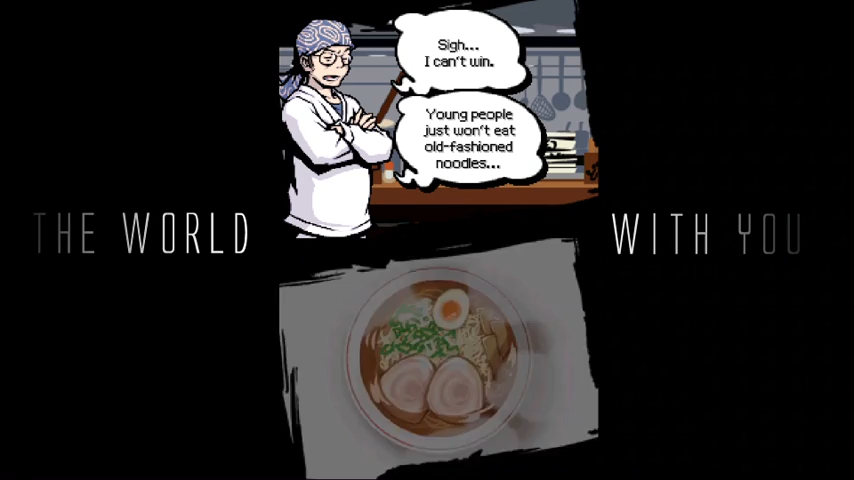 Sigh...
I can't win.
Young people
just won't eat
old-fashioned
noodles...
THE WORLD
WITH YOU